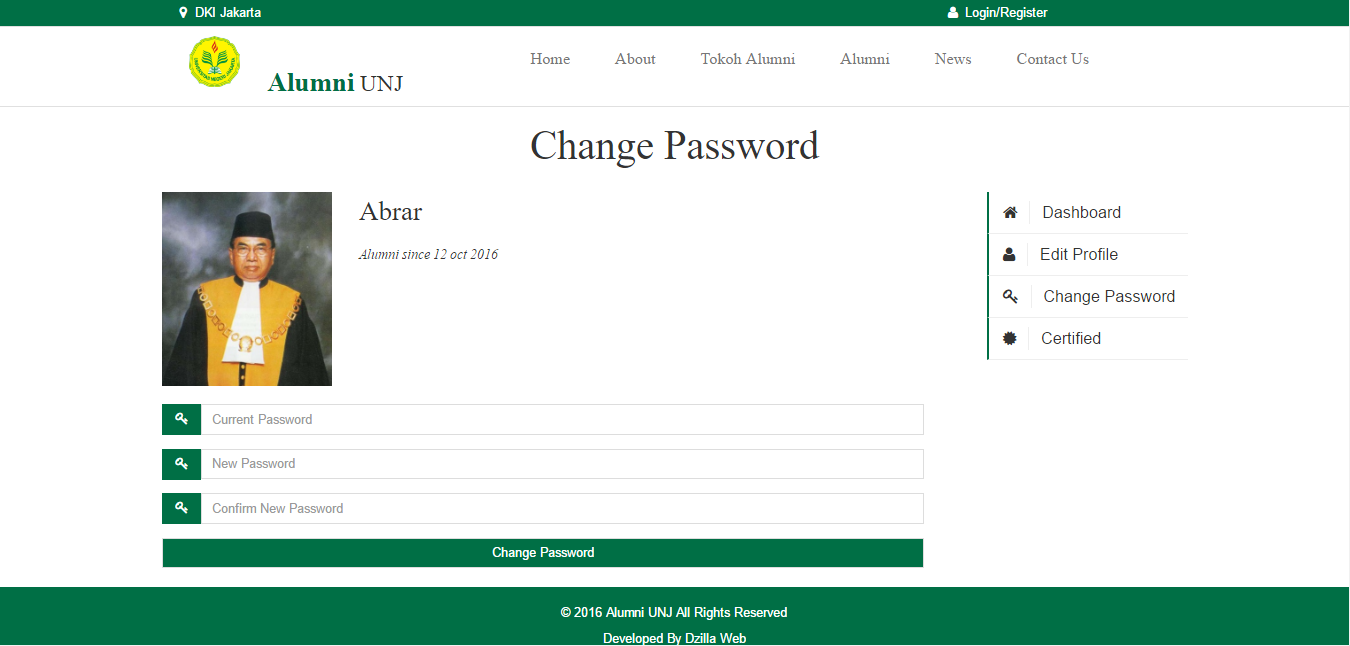 DKI Jakarta
Login/Register
Alumni UNJ
Home
About
Tokoh Alumni
Alumni
News
Contact Us
Change Password
Abrar
Alumni since 12 oct 2016
Dashboard
Edit Profile
Change Password
Certified
Current Password
New Password
Confirm New Password
Change Password
© 2016 Alumni UNJ All Rights Reserved
Developed By Dzilla Web